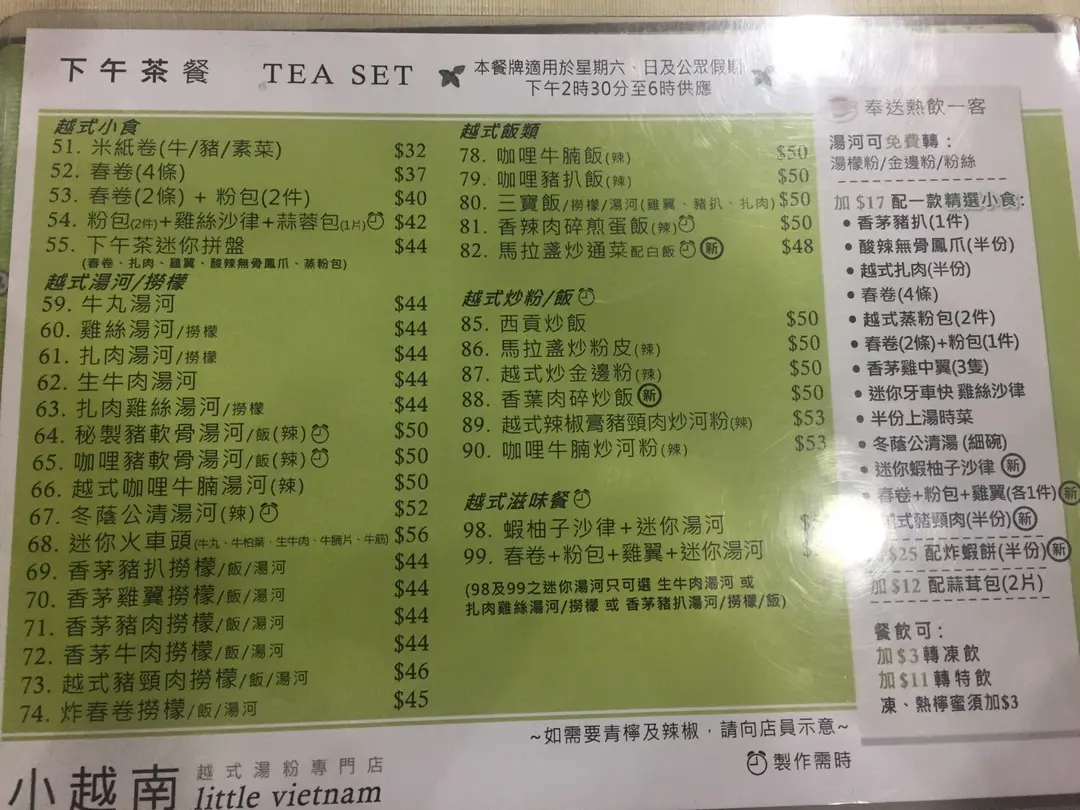 下午茶餐 TEA SET
本餐牌適用於星期六、日及公眾假期
下午2時30分至6時供應
越式小食
51. 米紙卷(牛/豬/素菜) $32
52. 春卷(4條) $37
53. 春卷(2條) + 粉包(2件) $40
54. 粉包(2件)+雞絲沙律+蒜蓉包(1片) $42
55. 下午茶迷你拼盤 $44
(春卷、扎肉、雞翼、酸辣無骨鳳爪、蒸粉包)
越式湯河/撈檬
59. 牛丸湯河 $44
60. 雞絲湯河/撈檬 $44
61. 扎肉湯河/撈檬 $44
62. 生牛肉湯河 $44
63. 扎肉雞絲湯河/撈檬 $44
64. 秘製豬軟骨湯河/飯(辣) $50
65. 咖哩豬軟骨湯河/飯(辣) $50
66. 越式咖哩牛腩湯河(辣) $50
67. 冬蔭公清湯河(辣) $52
68. 迷你火車頭(牛丸、牛柏葉、生牛肉、牛腩片、牛筋) $56
69. 香茅豬扒撈檬/飯/湯河 $44
70. 香茅雞翼撈檬/飯/湯河 $44
71. 香茅豬肉撈檬/飯/湯河 $44
72. 香茅牛肉撈檬/飯/湯河 $44
73. 越式豬頸肉撈檬/飯/湯河 $46
74. 炸春卷撈檬/飯/湯河 $45
越式飯類
78. 咖哩牛腩飯(辣) $50
79. 咖哩豬扒飯(辣) $50
80. 三寶飯/撈檬/湯河(雞翼、豬扒、扎肉) $50
81. 香辣肉碎煎蛋飯(辣) $50
82. 馬拉盞炒通菜配白飯 新 $48
越式炒粉/飯
85. 西貢炒飯 $50
86. 馬拉盞炒粉皮(辣) $50
87. 越式炒金邊粉(辣) $50
88. 香葉肉碎炒飯 新 $50
89. 越式辣椒膏豬頸肉炒河粉(辣) $53
90. 咖哩牛腩炒河粉(辣) $53
越式滋味餐
98. 蝦柚子沙律+迷你湯河
99. 春卷+粉包+雞翼+迷你湯河
(98及99之迷你湯河只可選 生牛肉湯河 或
扎肉雞絲湯河/撈檬 或 香茅豬扒湯河/撈檬/飯)
奉送熱飲一客
湯河可免費轉：
湯檬粉/金邊粉/粉絲
加 $17 配一款精選小食:
• 香茅豬扒(1件)
• 酸辣無骨鳳爪(半份)
• 越式扎肉(半份)
• 春卷(4條)
• 越式蒸粉包(2件)
• 春卷(2條)+粉包(1件)
• 香茅雞中翼(3隻)
• 迷你牙車快 雞絲沙律
• 半份上湯時菜
• 冬蔭公清湯 (細碗)
• 迷你蝦柚子沙律 新
• 春卷+粉包+雞翼(各1件) 新
式豬頸肉(半份) 新
$25 配炸蝦餅(半份) 新
加 $12 配蒜茸包(2片)
餐飲可：
加 $3 轉凍飲
加 $11 轉特飲
凍、熱檸蜜須加$3
~如需要青檸及辣椒，請向店員示意~
製作需時
小越南 越式湯粉專門店
little vietnam